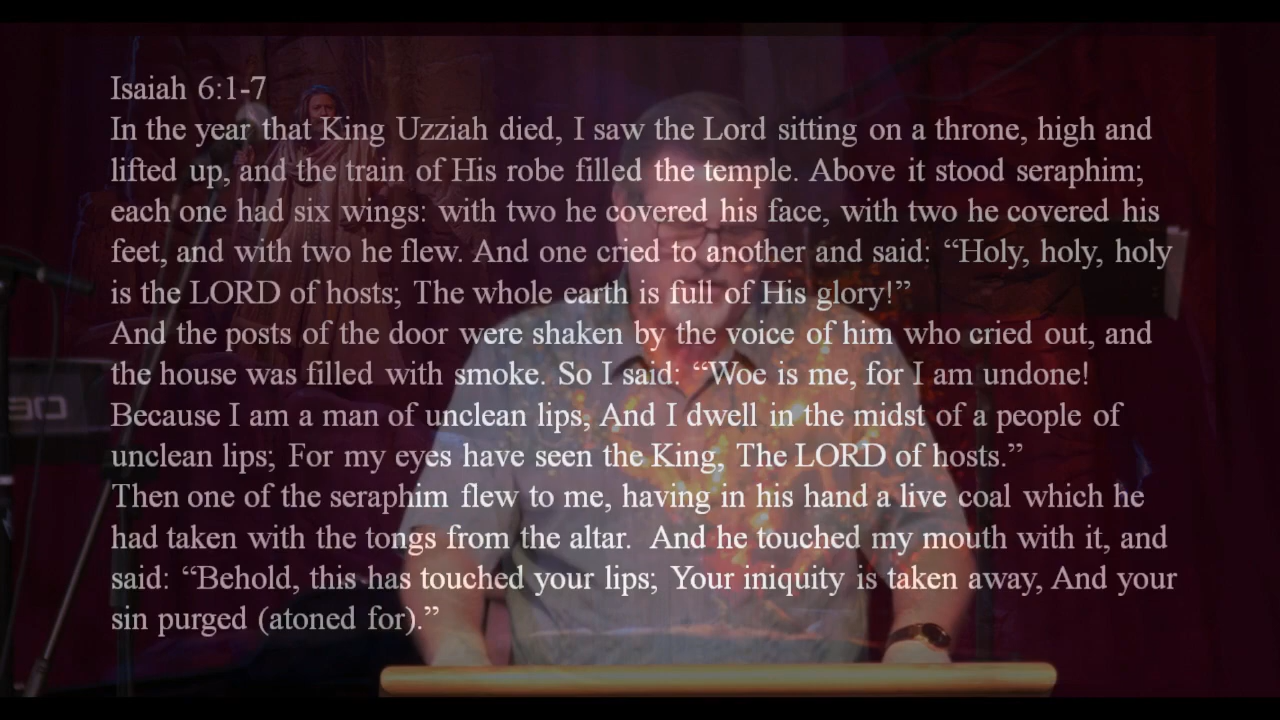 Isaiah 6:1-7
In the year that King Uzziah died, I saw the Lord sitting on a throne, high and
lifted up, and the train of His robe filled the temple. Above it stood seraphim;
each one had six wings: with two he covered his face, with two he covered his
feet, and with two he flew. And one cried to another and said: “Holy, holy, holy
is the LORD of hosts; The whole earth is full of His glory!”
And the posts of the door were shaken by the voice of him who cried out, and
the house was filled with smoke. So I said: “Woe is me, for I am undone!
Because I am a man of unclean lips, And I dwell in the midst of a people of
unclean lips; For my eyes have seen the King, The LORD of hosts.”
Then one of the seraphim flew to me, having in his hand a live coal which he
had taken with the tongs from the altar.  And he touched my mouth with it, and
said: “Behold, this has touched your lips; Your iniquity is taken away, And your
sin purged (atoned for).”